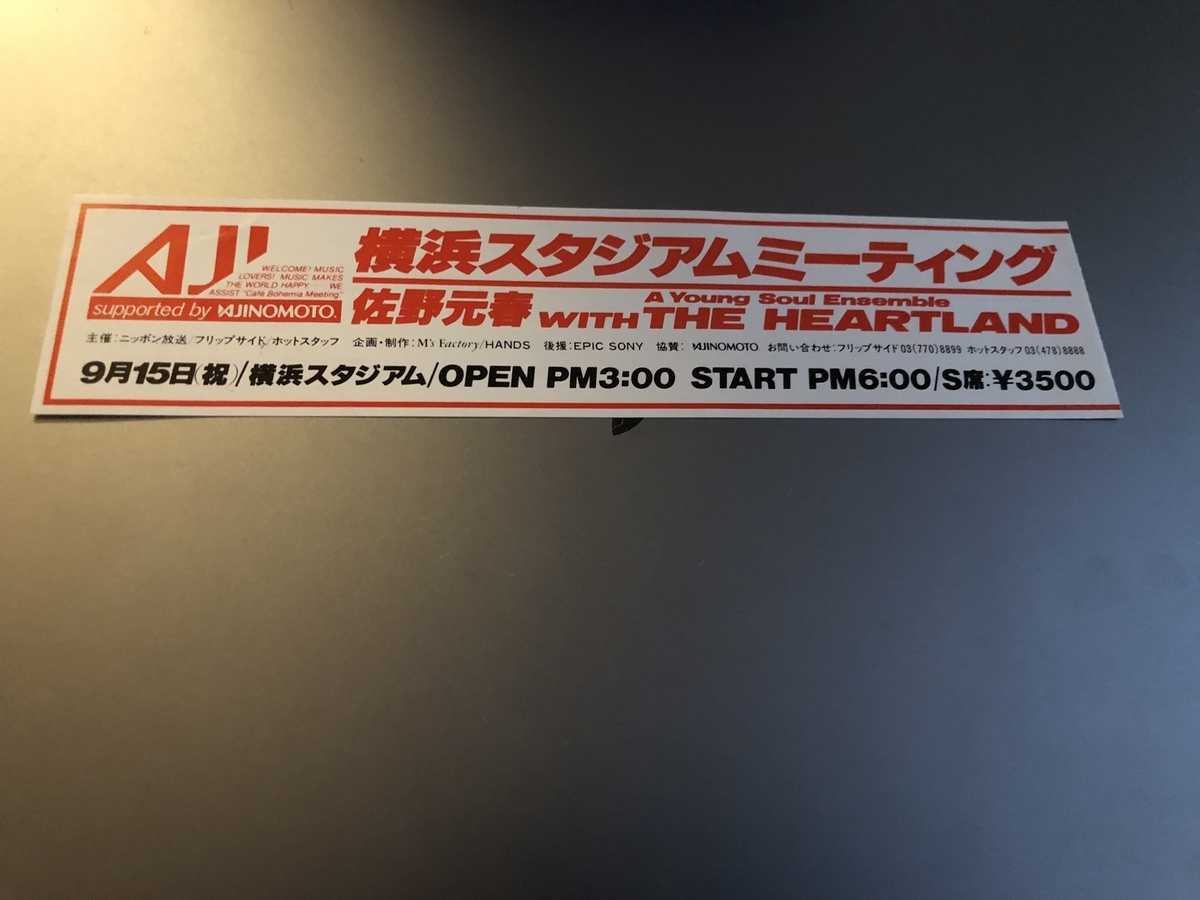 AJI
WELCOME! MUSIC
LOVERS! MUSIC MAKES
THE WORLD HAPPY — WE
ASSIST "Cafe Bohemia Meeting"
supported by AJINOMOTO.
横浜スタジアムミーティング
佐野元春 WITH A Young Soul Ensemble
THE HEARTLAND
主催:ニッポン放送/フリップサイド/ホットスタッフ 企画・制作:M's Factory/HANDS 後援:EPIC SONY 協賛:AJINOMOTO お問い合わせ:フリップサイド03(770)8899 ホットスタッフ03(478)8888
9月15日(祝)/横浜スタジアム/OPEN PM3:00 START PM6:00/S席:¥3500